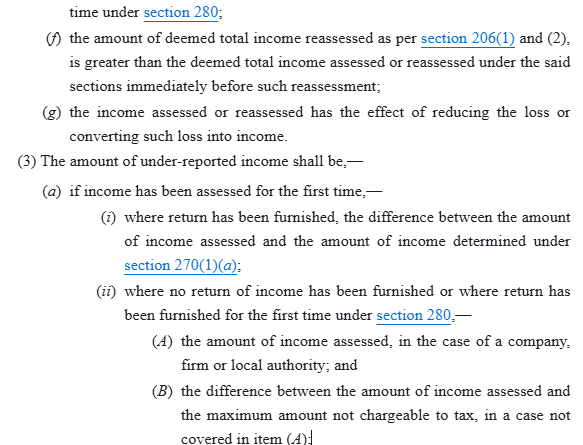 time under section 280;
(f) the amount of deemed total income reassessed as per section 206(1) and (2),
is greater than the deemed total income assessed or reassessed under the said
sections immediately before such reassessment;
(g) the income assessed or reassessed has the effect of reducing the loss or
converting such loss into income.
(3) The amount of under-reported income shall be,—
(a) if income has been assessed for the first time,—
(i) where return has been furnished, the difference between the amount
of income assessed and the amount of income determined under
section 270(1)(a);
(ii) where no return of income has been furnished or where return has
been furnished for the first time under section 280,—
(A) the amount of income assessed, in the case of a company,
firm or local authority; and
(B) the difference between the amount of income assessed and
the maximum amount not chargeable to tax, in a case not
covered in item (A);